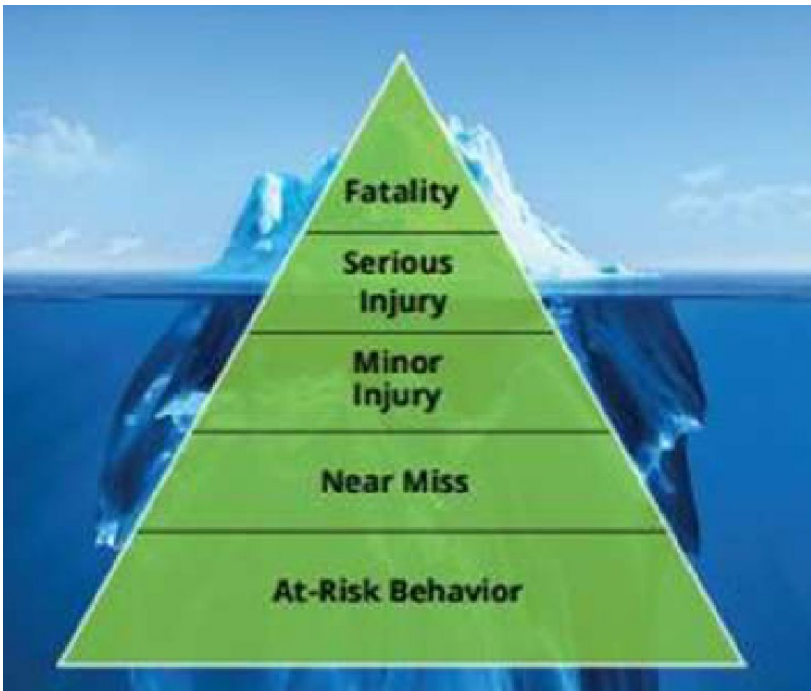 Fatality
Serious
Injury
Minor
Injury
Near Miss
At-Risk Behavior